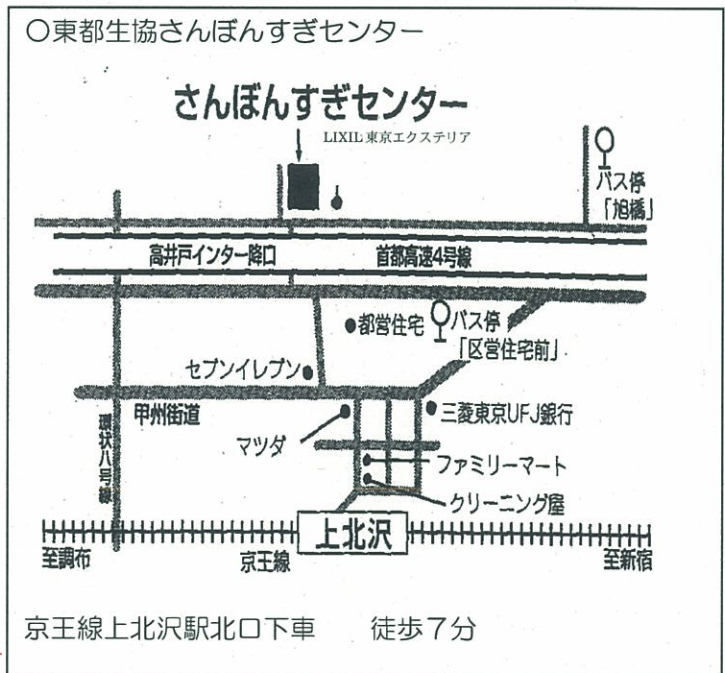 ○東都生協さんぼんすぎセンター
さんぼんすぎセンター
LIXIL東京エクステリア
バス停
「旭橋」
高井戸インター降口
首都高速4号線
都営住宅
バス停
「区営住宅前」
セブンイレブン
甲州街道
三菱東京UFJ銀行
環状八号線
マツダ
ファミリーマート
クリーニング屋
上北沢
至調布
京王線
至新宿
京王線上北沢駅北口下車 徒歩7分